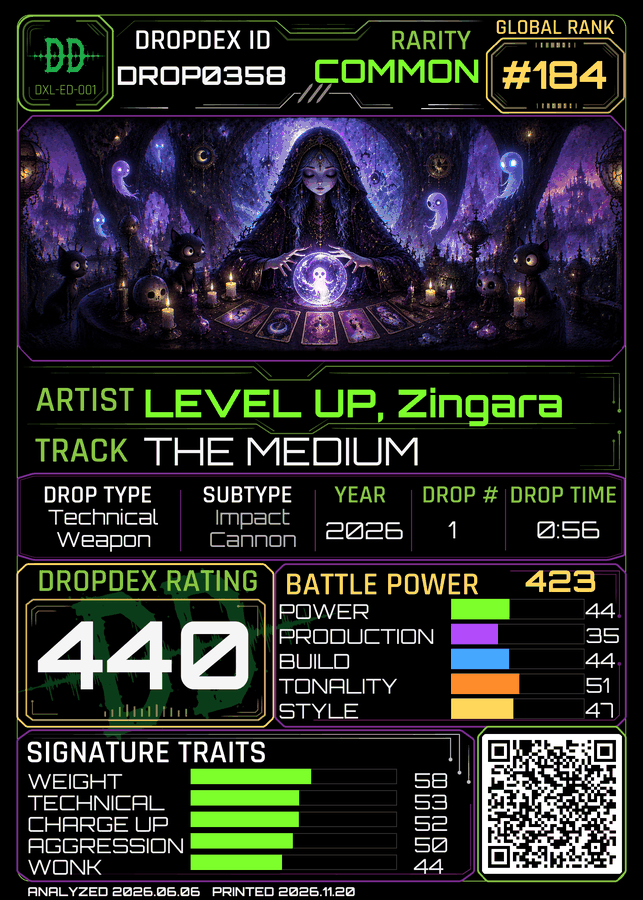 DD
DXL-ED-001
DROPDEX ID
DROP0358
RARITY
COMMON
GLOBAL RANK
#184
ARTIST LEVEL UP, Zingara
TRACK THE MEDIUM
DROP TYPE
Technical
Weapon
SUBTYPE
Impact
Cannon
YEAR
2026
DROP #
1
DROP TIME
0:56
DROPDEX RATING
440
BATTLE POWER 423
POWER 44
PRODUCTION 35
BUILD 44
TONALITY 51
STYLE 47
SIGNATURE TRAITS
WEIGHT 58
TECHNICAL 53
CHARGE UP 52
AGGRESSION 50
WONK 44
ANALYZED 2026.06.06 PRINTED 2026.11.20